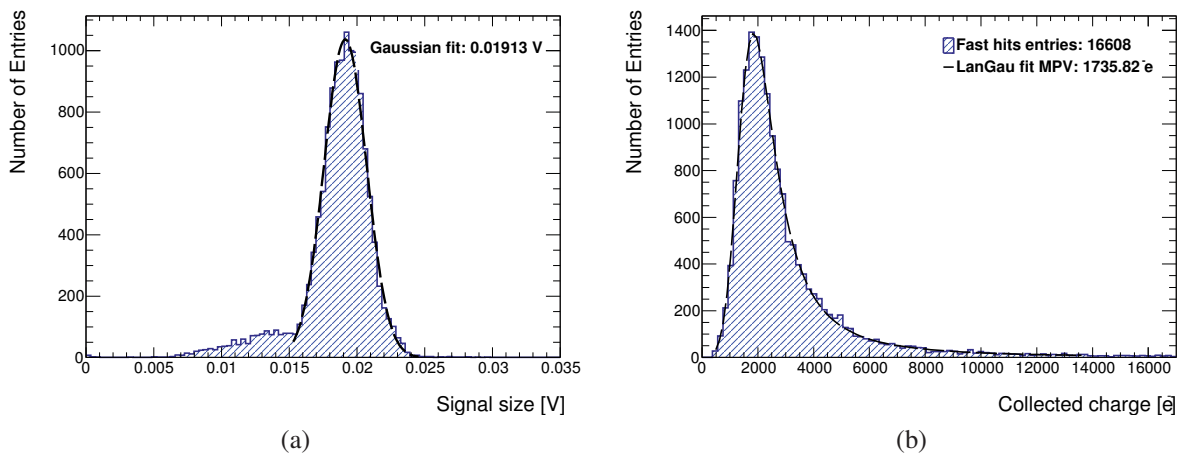 Number of Entries
1000
800
600
400
200
0
Gaussian fit: 0.01913 V
0 0.005 0.01 0.015 0.02 0.025 0.03 0.035
Signal size [V]
(a)
Number of Entries
1400
1200
1000
800
600
400
200
0
Fast hits entries: 16608
LanGau fit MPV: 1735.82 e⁻
0 2000 4000 6000 8000 10000 12000 14000 16000
Collected charge [e⁻]
(b)